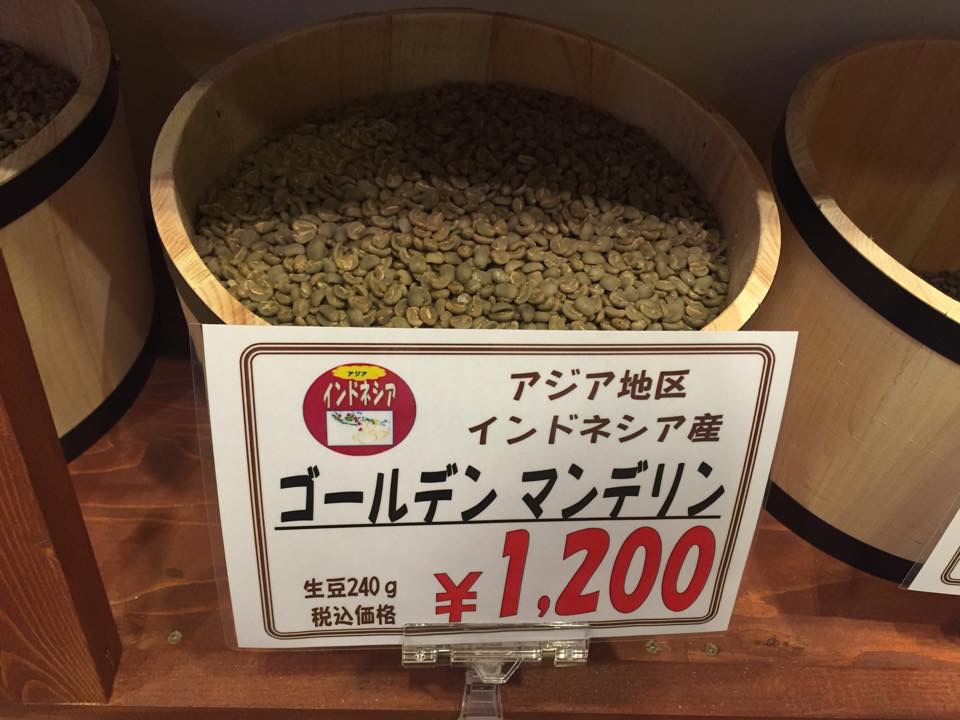 アジア
インドネシア
アジア地区
インドネシア産
ゴールデン マンデリン
生豆240g
税込価格
¥1,200